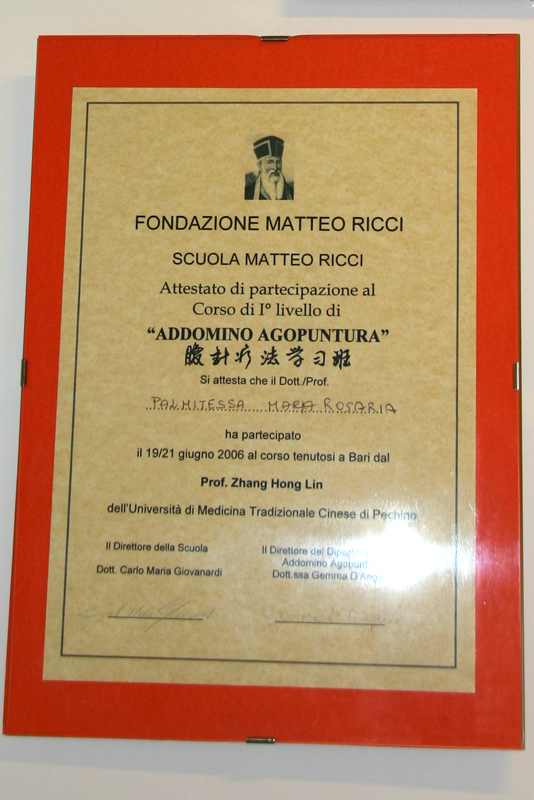 FONDAZIONE MATTEO RICCI
SCUOLA MATTEO RICCI
Attestato di partecipazione al
Corso di I° livello di
“ADDOMINO AGOPUNTURA”
腹针疗法学习班
Si attesta che il Dott./Prof.
PALMITESSA MARIA ROSARIA
ha partecipato
il 19/21 giugno 2006 al corso tenutosi a Bari dal
Prof. Zhang Hong Lin
dell'Università di Medicina Tradizionale Cinese di Pechino
Il Direttore della Scuola
Dott. Carlo Maria Giovanardi
Il Direttore del
Addomino
Dott.ssa Gemma